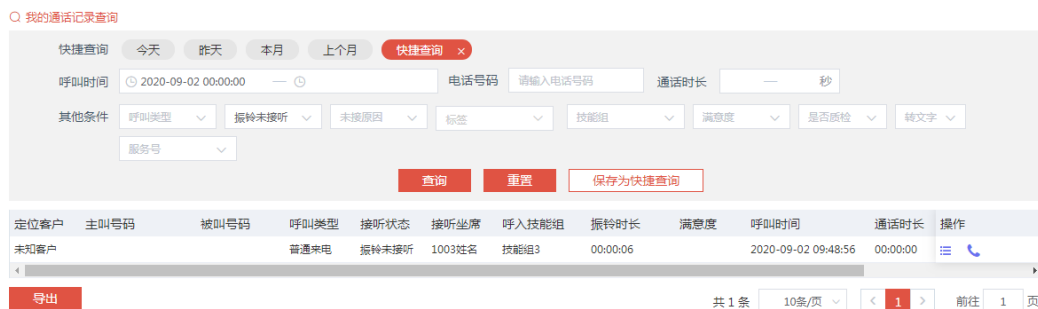 我的通话记录查询
快捷查询 今天 昨天 本月 上个月 快捷查询 ×
呼叫时间 2020-09-02 00:00:00 — 电话号码 请输入电话号码 通话时长 — 秒
其他条件 呼叫类型 振铃未接听 未接原因 标签 技能组 满意度 是否质检 转文字
服务号
查询 重置 保存为快捷查询
定位客户 主叫号码 被叫号码 呼叫类型 接听状态 接听坐席 呼入技能组 振铃时长 满意度 呼叫时间 通话时长 操作
未知客户 普通来电 振铃未接听 1003姓名 技能组3 00:00:06 2020-09-02 09:48:56 00:00:00
导出 共 1 条 10条/页 < 1 > 前往 1 页